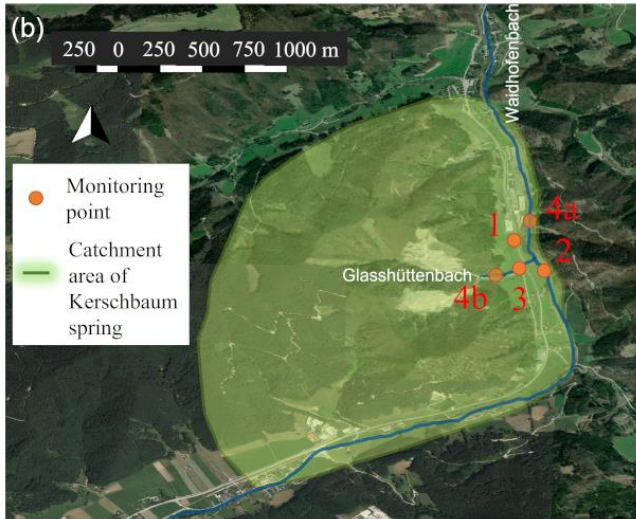 (b)
250 0 250 500 750 1000 m
Waidhofenbach
Monitoring
point
Catchment
area of
Kerschbaum
spring
4a
1
2
Glasshüttenbach
4b
3